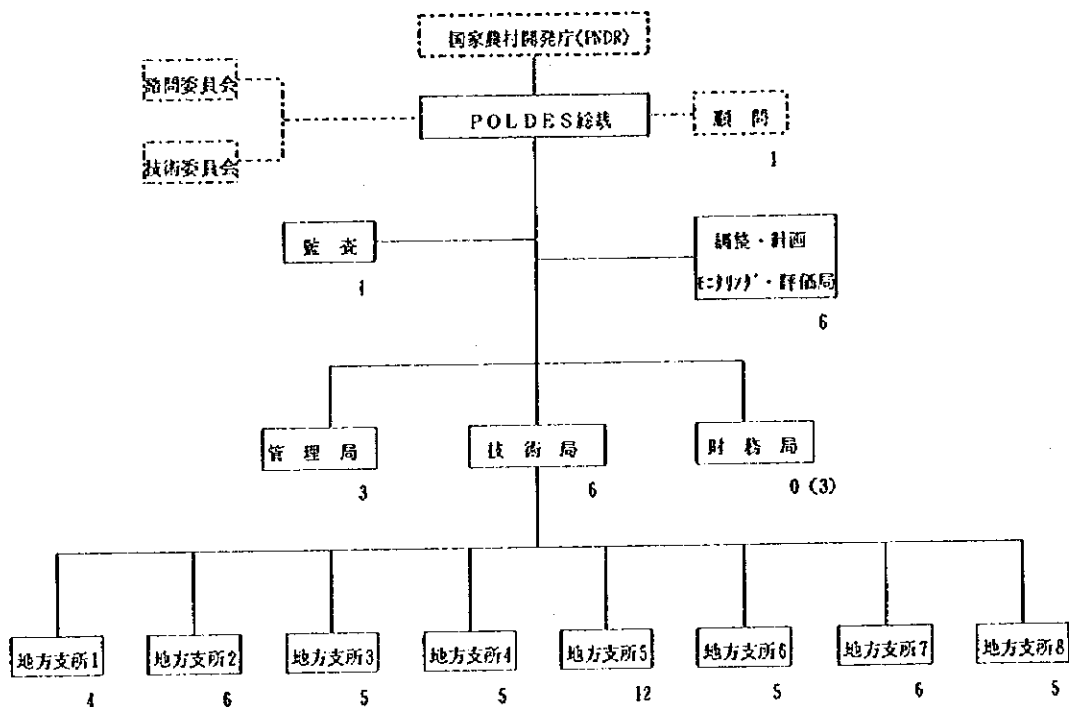 国家農村開発庁(PNDR)
諮問委員会
POLDES総裁
顧問
1
技術委員会
監査
1
調整・計画
モニタリング・評価局
6
管理局
3
技術局
6
財務局
0 (3)
地方支所1
4
地方支所2
6
地方支所3
5
地方支所4
5
地方支所5
12
地方支所6
5
地方支所7
6
地方支所8
5